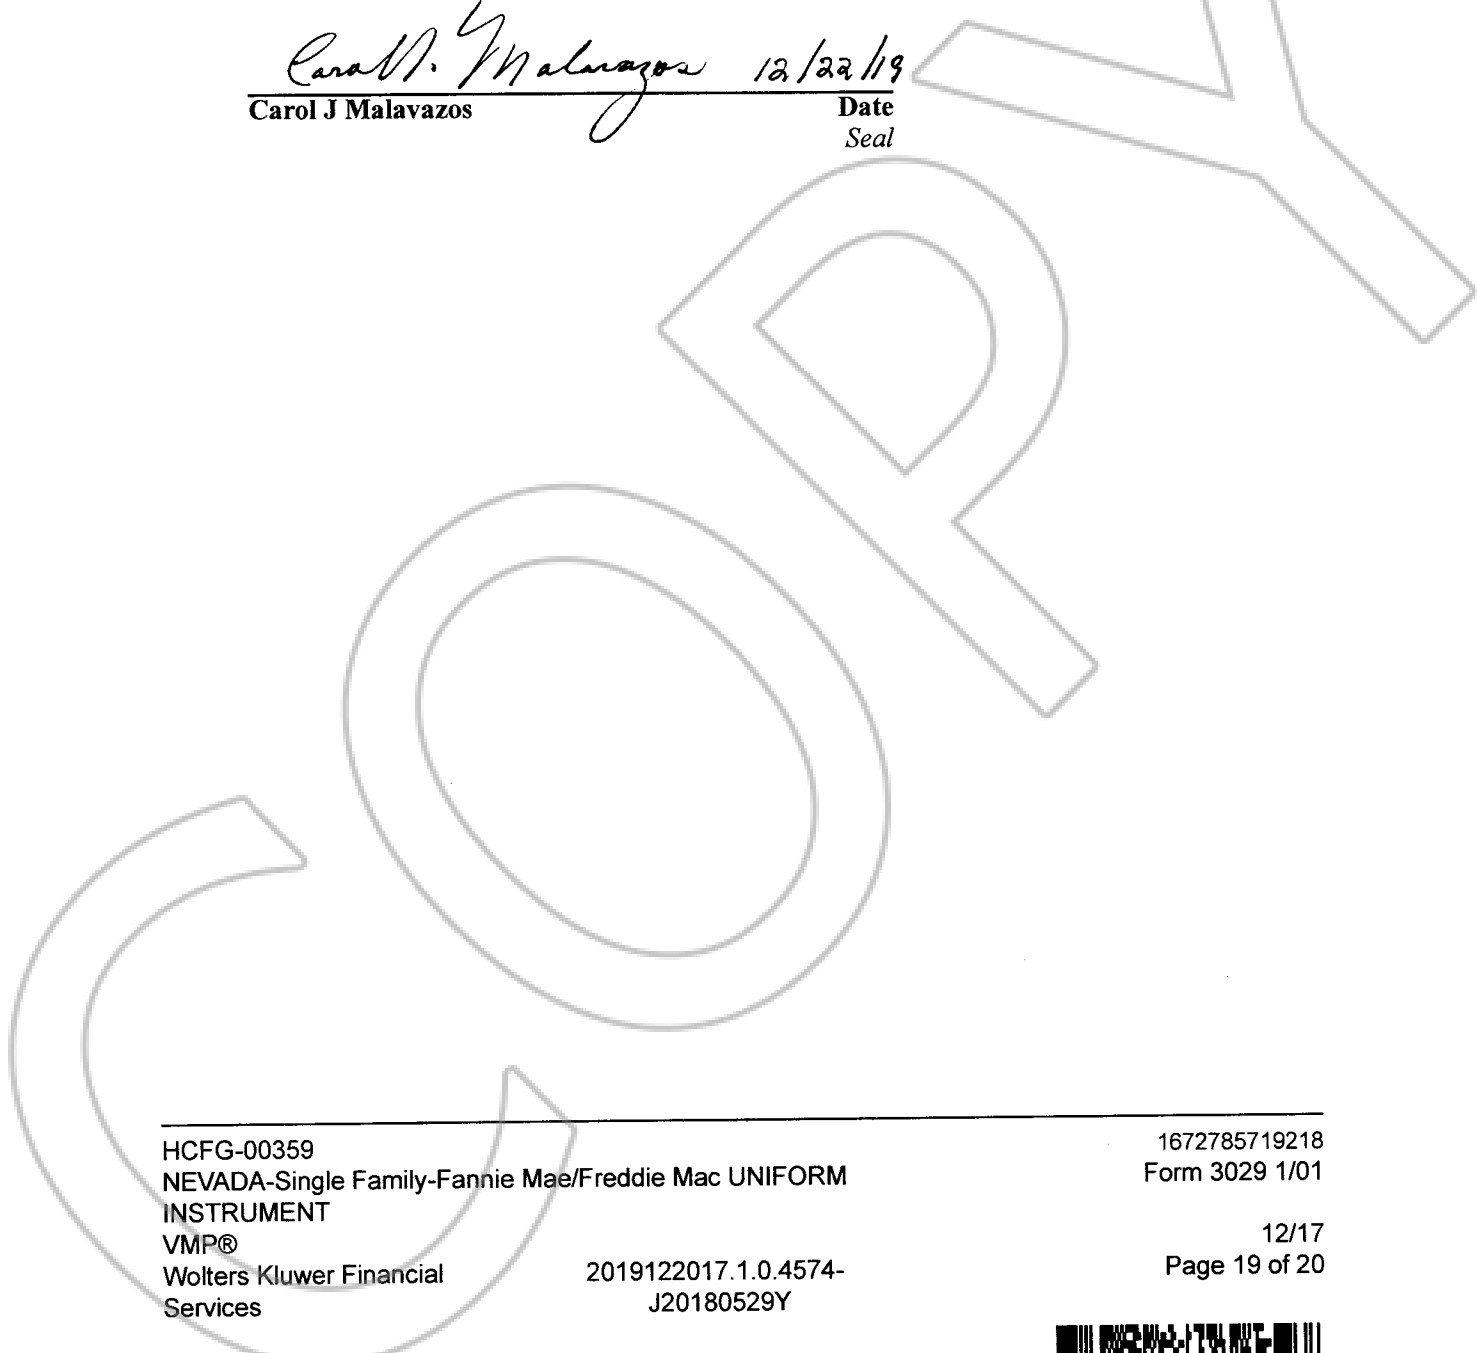 Carol J. Malavazos 12/22/19
Carol J Malavazos Date
Seal
COPY
HCFG-00359 1672785719218
NEVADA-Single Family-Fannie Mae/Freddie Mac UNIFORM Form 3029 1/01
INSTRUMENT
VMP® 12/17
Wolters Kluwer Financial 2019122017.1.0.4574- Page 19 of 20
Services J20180529Y